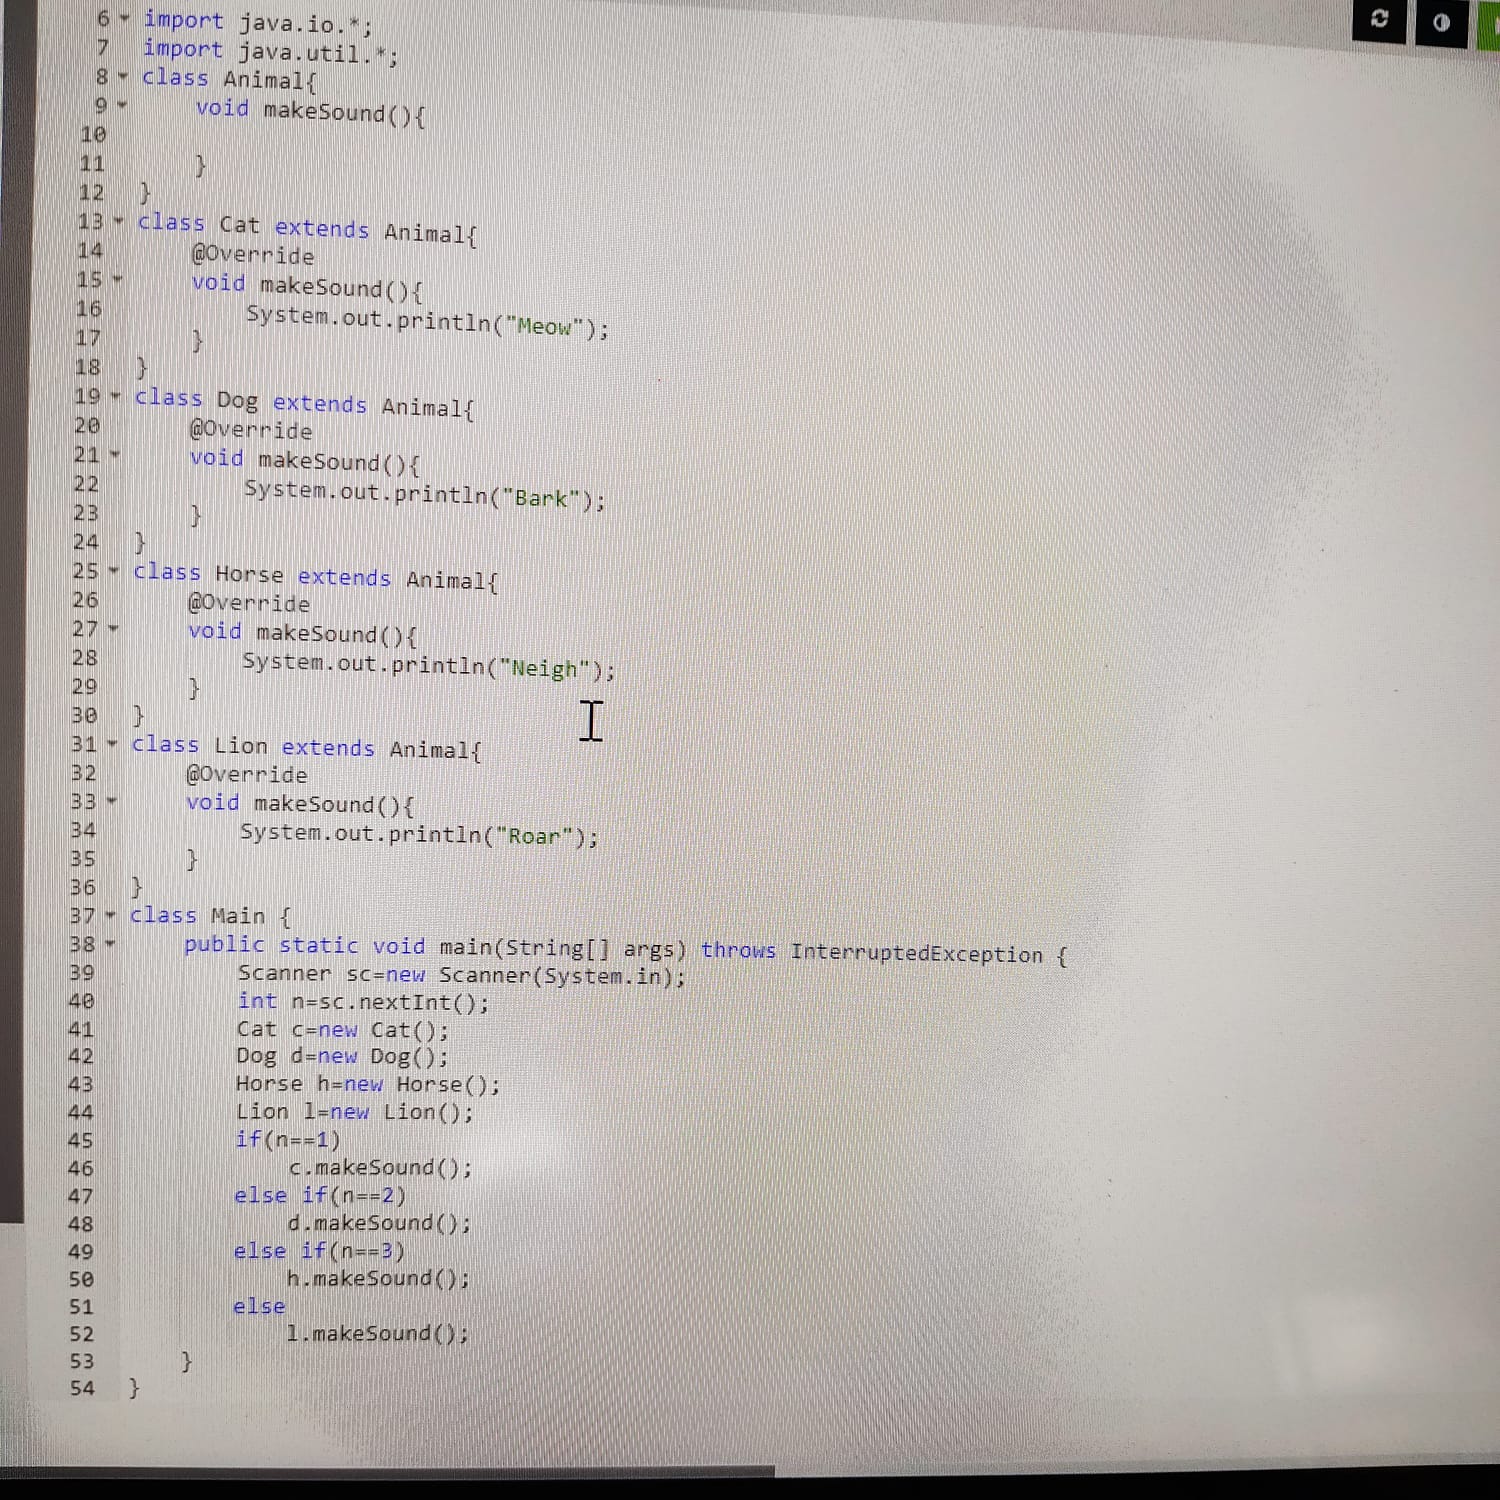 6 import java.io.*;
7 import java.util.*;
8 class Animal{
9 void makeSound(){
10
11 }
12 }
13 class Cat extends Animal{
14 @Override
15 void makeSound(){
16 System.out.println("Meow");
17 }
18 }
19 class Dog extends Animal{
20 @Override
21 void makeSound(){
22 System.out.println("Bark");
23 }
24 }
25 class Horse extends Animal{
26 @Override
27 void makeSound(){
28 System.out.println("Neigh");
29 }
30 }
31 class Lion extends Animal{
32 @Override
33 void makeSound(){
34 System.out.println("Roar");
35 }
36 }
37 class Main {
38 public static void main(String[] args) throws InterruptedException {
39 Scanner sc=new Scanner(System.in);
40 int n=sc.nextInt();
41 Cat c=new Cat();
42 Dog d=new Dog();
43 Horse h=new Horse();
44 Lion l=new Lion();
45 if(n==1)
46 c.makeSound();
47 else if(n==2)
48 d.makeSound();
49 else if(n==3)
50 h.makeSound();
51 else
52 l.makeSound();
53 }
54 }